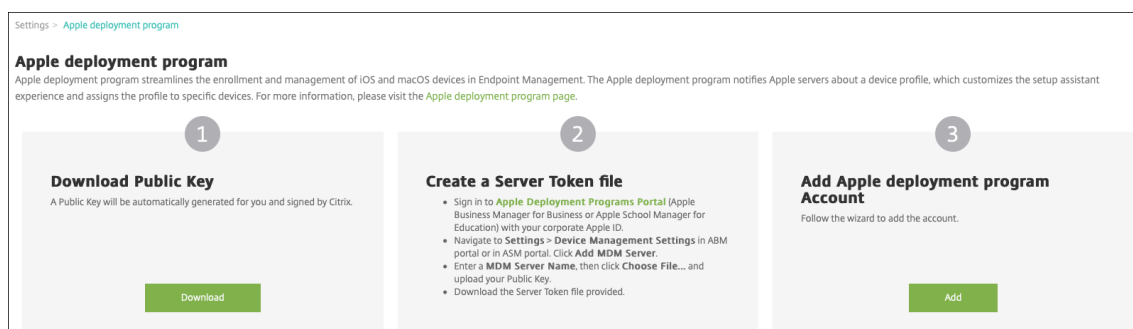 Settings > Apple deployment program
Apple deployment program
Apple deployment program streamlines the enrollment and management of iOS and macOS devices in Endpoint Management. The Apple deployment program notifies Apple servers about a device profile, which customizes the setup assistant
experience and assigns the profile to specific devices. For more information, please visit the Apple deployment program page.
1
Download Public Key
A Public Key will be automatically generated for you and signed by Citrix.
Download
2
Create a Server Token file
• Sign in to Apple Deployment Programs Portal (Apple
Business Manager for Business or Apple School Manager for
Education) with your corporate Apple ID.
• Navigate to Settings > Device Management Settings in ABM
portal or in ASM portal. Click Add MDM Server.
• Enter a MDM Server Name, then click Choose File... and
upload your Public Key.
• Download the Server Token file provided.
3
Add Apple deployment program
Account
Follow the wizard to add the account.
Add